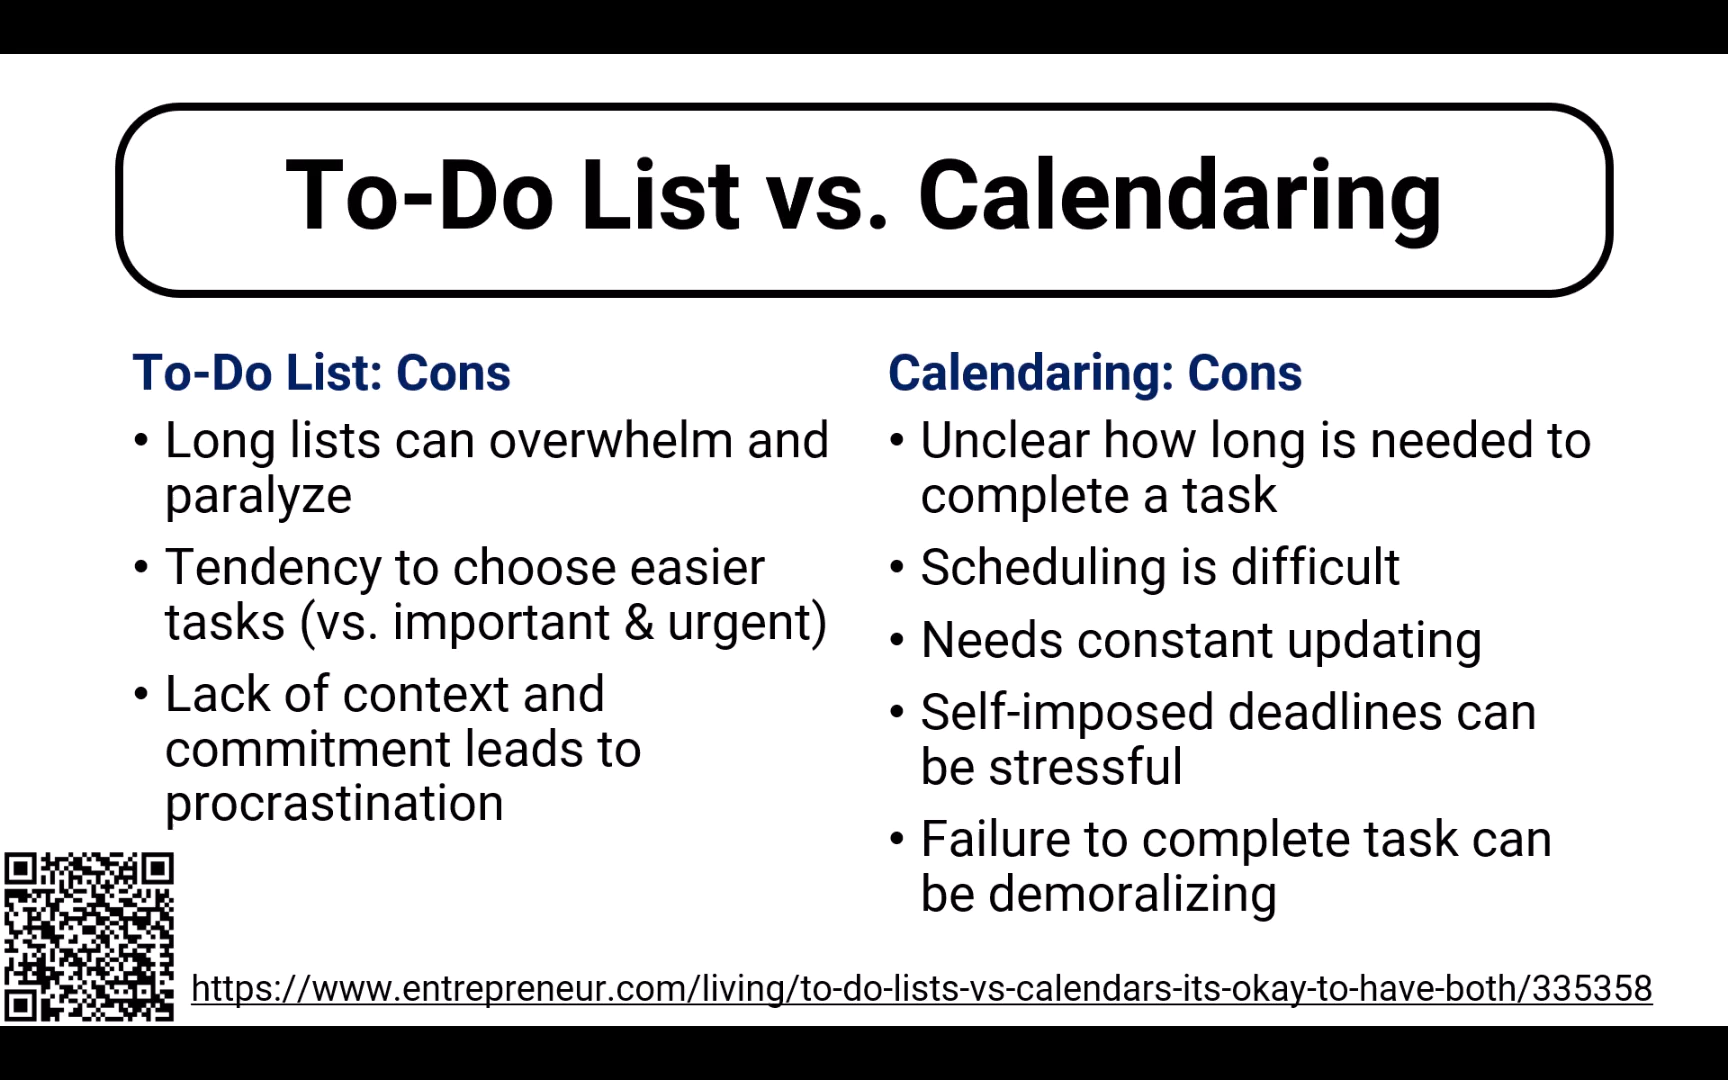 To-Do List vs. Calendaring
To-Do List: Cons
• Long lists can overwhelm and
paralyze
• Tendency to choose easier
tasks (vs. important & urgent)
• Lack of context and
commitment leads to
procrastination
Calendaring: Cons
• Unclear how long is needed to
complete a task
• Scheduling is difficult
• Needs constant updating
• Self-imposed deadlines can
be stressful
• Failure to complete task can
be demoralizing
https://www.entrepreneur.com/living/to-do-lists-vs-calendars-its-okay-to-have-both/335358